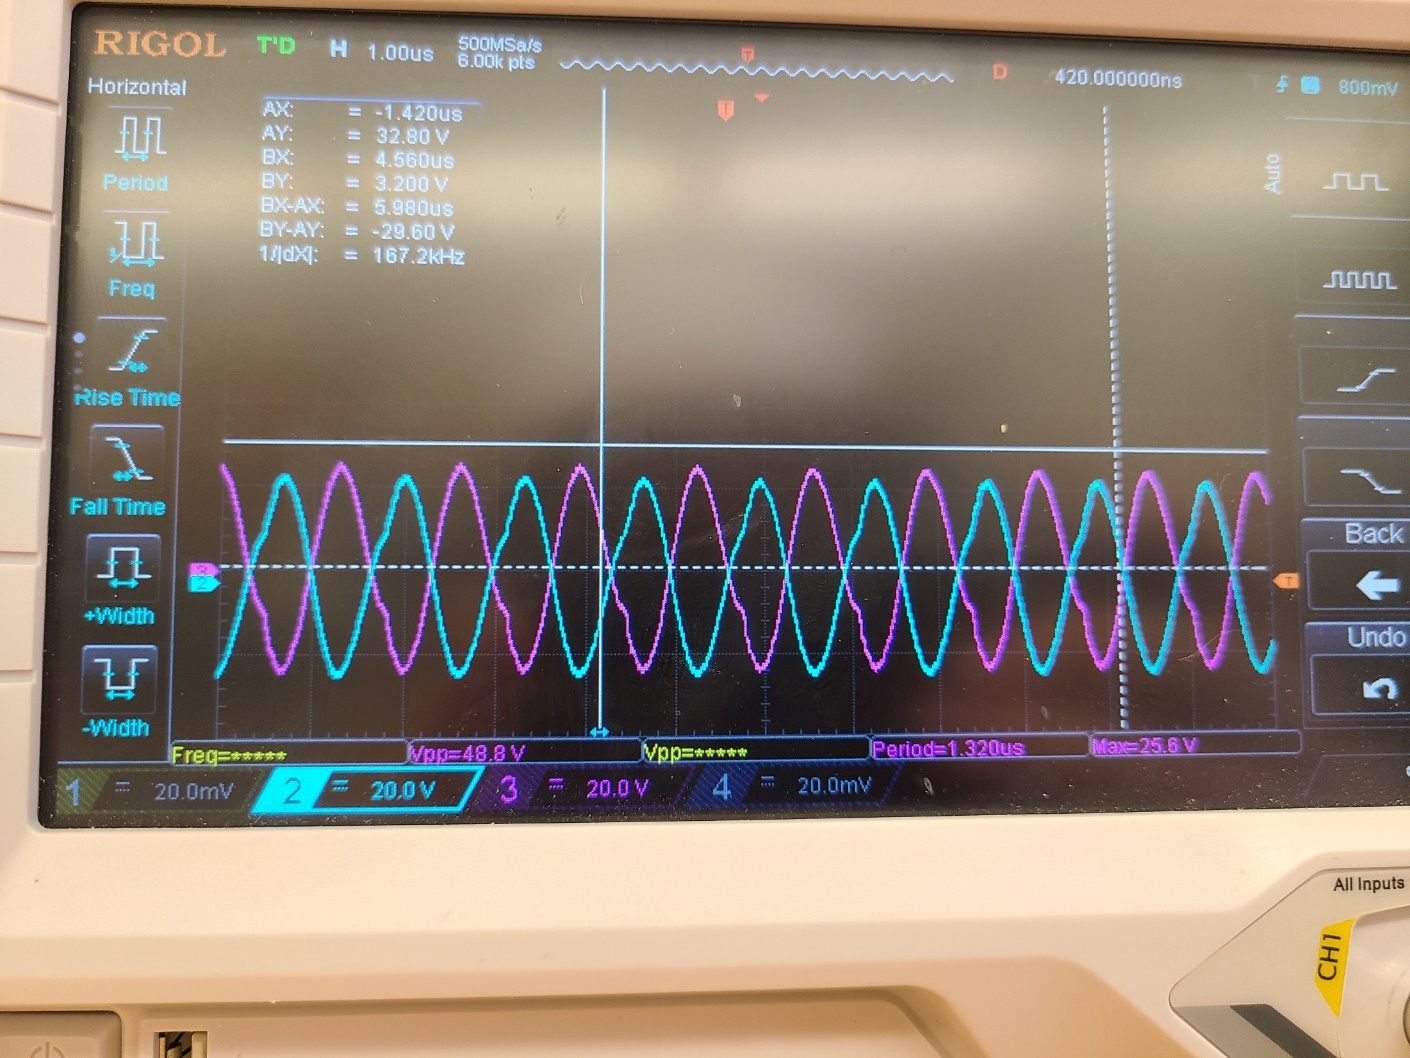 RIGOL T'D H 1.00us 500MSa/s 6.00k pts D 420.000000ns T 800mV
Horizontal
Period
Freq
Rise Time
Fall Time
+Width
-Width
AX: = -1.420us
AY: = 32.80 V
BX: = 4.560us
BY: = 3.200 V
BX-AX: = 5.980us
BY-AY: = -29.60 V
1/|dX|: = 167.2kHz
T
Auto
3
2
T
Back
Undo
Freq=***** Vpp=48.8 V Vpp=***** Period=1.320us Max=25.6 V
1 = 20.0mV 2 = 20.0 V 3 = 20.0 V 4 = 20.0mV
All Inputs
CH1